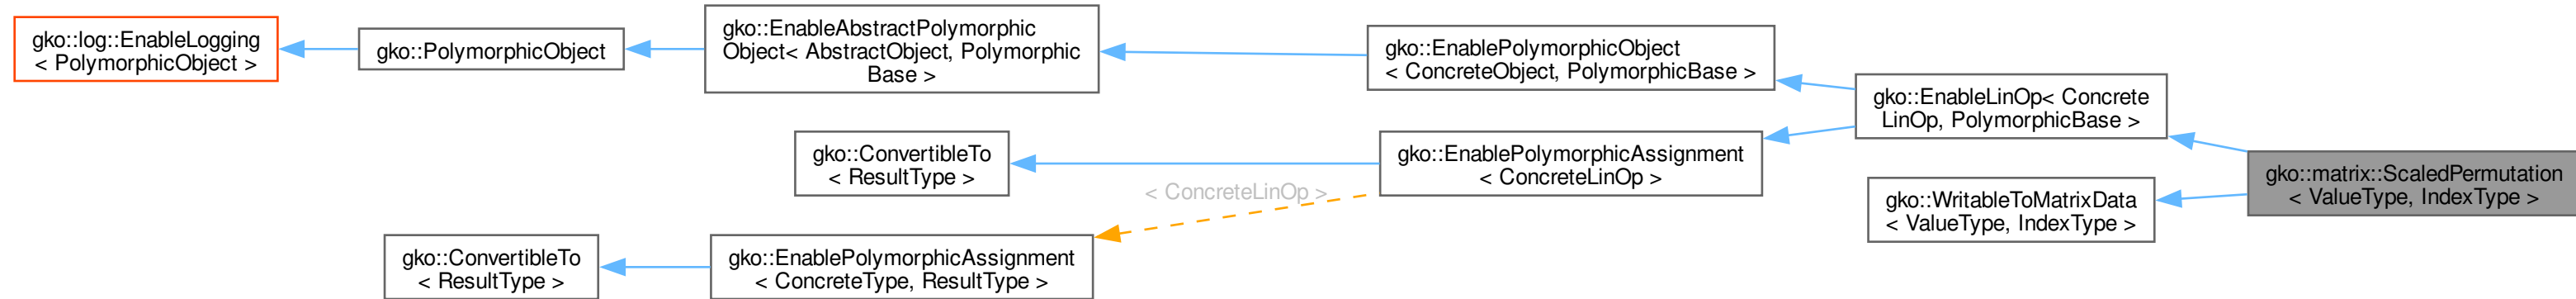 gko::log::EnableLogging
< PolymorphicObject >
gko::PolymorphicObject
gko::EnableAbstractPolymorphic
Object< AbstractObject, Polymorphic
Base >
gko::EnablePolymorphicObject
< ConcreteObject, PolymorphicBase >
gko::EnableLinOp< Concrete
LinOp, PolymorphicBase >
gko::ConvertibleTo
< ResultType >
gko::EnablePolymorphicAssignment
< ConcreteLinOp >
gko::matrix::ScaledPermutation
< ValueType, IndexType >
< ConcreteLinOp >
gko::WritableToMatrixData
< ValueType, IndexType >
gko::ConvertibleTo
< ResultType >
gko::EnablePolymorphicAssignment
< ConcreteType, ResultType >